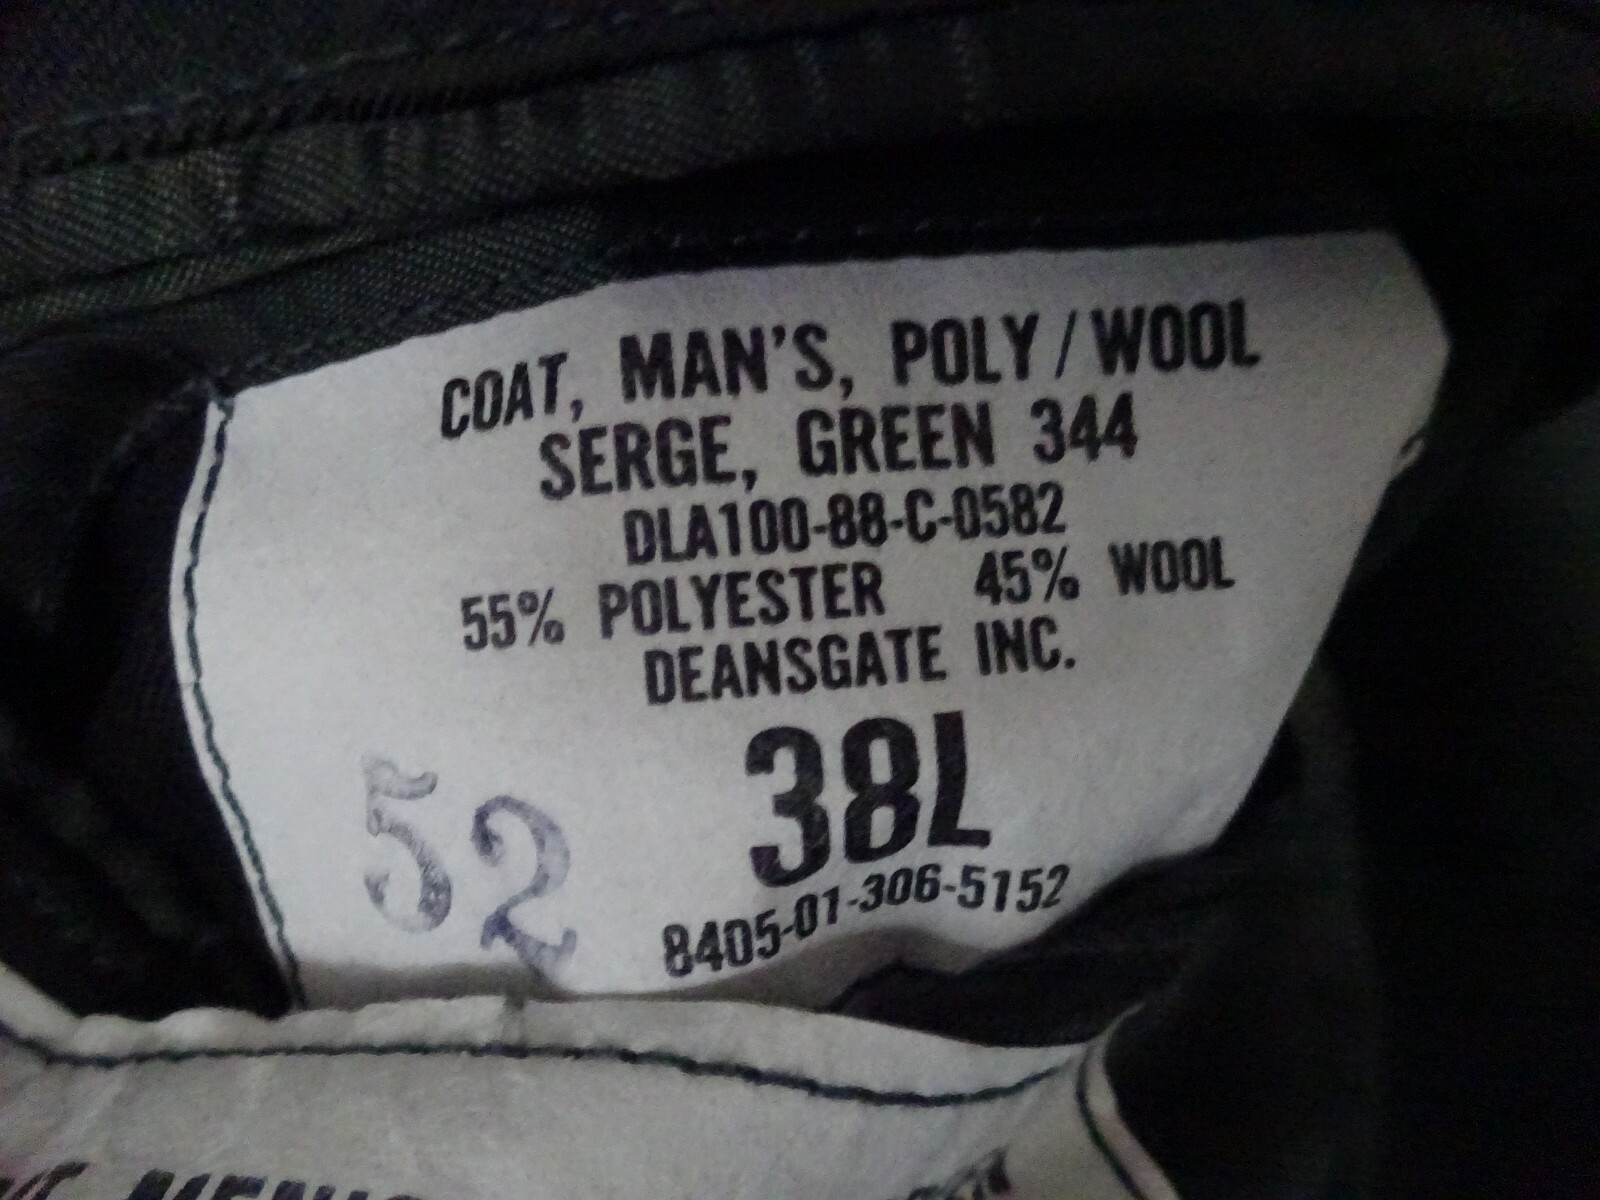 COAT, MAN'S, POLY/WOOL
SERGE, GREEN 344
DLA100-88-C-0582
55% POLYESTER 45% WOOL
DEANSGATE INC.
38L
52
8405-01-306-5152